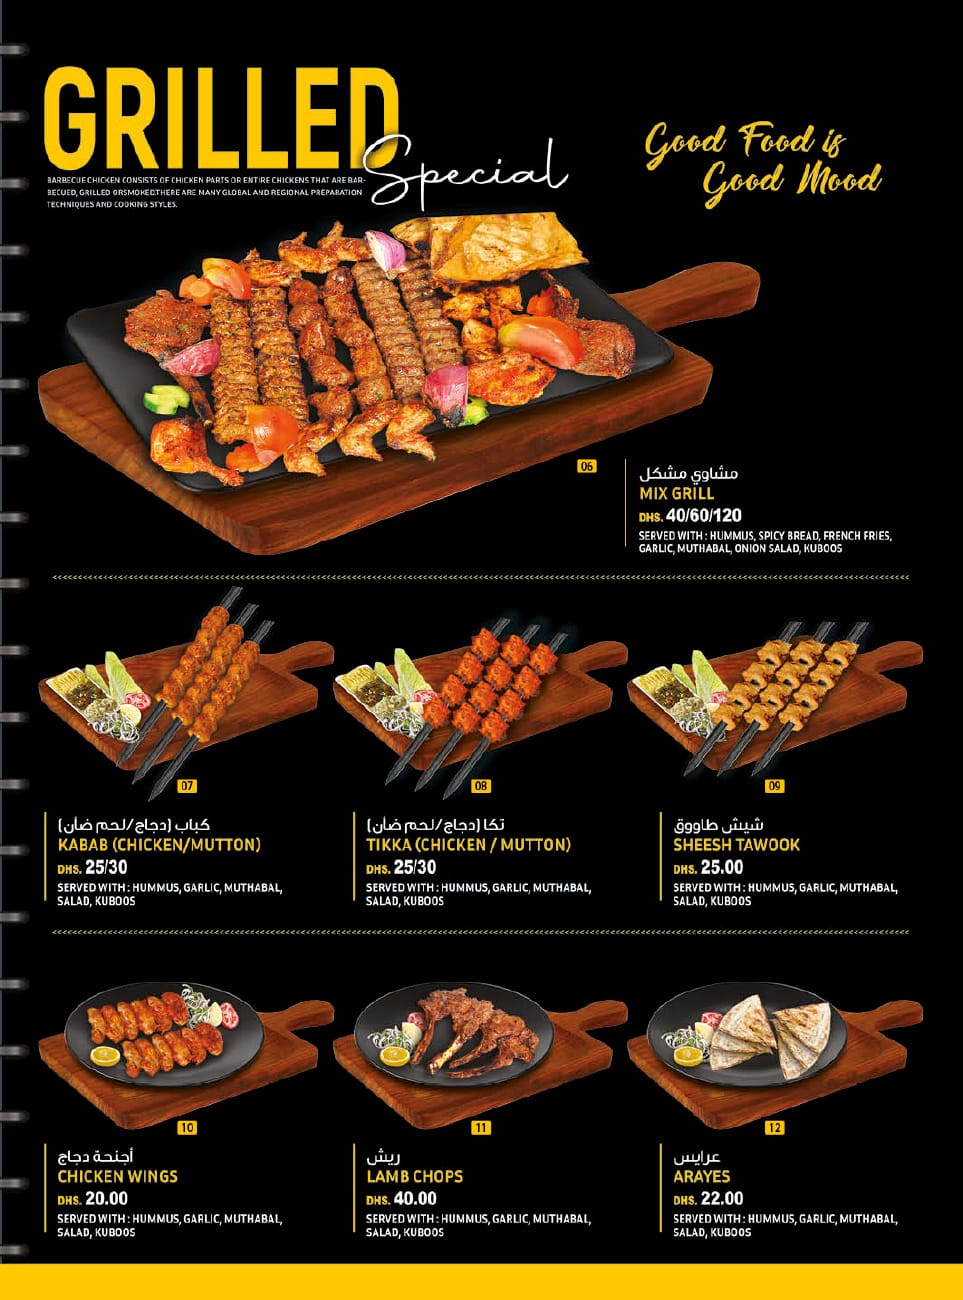 GRILLED
Special
BARBECUE CHICKEN CONSISTS OF CHICKEN PARTS OR ENTIRE CHICKENS THAT ARE BAR-
BECUED, GRILLED ORSMOKED.THERE ARE MANY GLOBAL AND REGIONAL PREPARATION
TECHNIQUES AND COOKING STYLES.
Good Food is
Good Mood
06
مشاوي مشكل
MIX GRILL
DHS. 40/60/120
SERVED WITH : HUMMUS, SPICY BREAD, FRENCH FRIES,
GARLIC, MUTHABAL, ONION SALAD, KUBOOS
07
كباب (دجاج/لحم ضأن)
KABAB (CHICKEN/MUTTON)
DHS. 25/30
SERVED WITH : HUMMUS, GARLIC, MUTHABAL,
SALAD, KUBOOS
08
تكا (دجاج/لحم ضأن)
TIKKA (CHICKEN / MUTTON)
DHS. 25/30
SERVED WITH : HUMMUS, GARLIC, MUTHABAL,
SALAD, KUBOOS
09
شيش طاووق
SHEESH TAWOOK
DHS. 25.00
SERVED WITH : HUMMUS, GARLIC, MUTHABAL,
SALAD, KUBOOS
10
أجنحة دجاج
CHICKEN WINGS
DHS. 20.00
SERVED WITH : HUMMUS, GARLIC, MUTHABAL,
SALAD, KUBOOS
11
ريش
LAMB CHOPS
DHS. 40.00
SERVED WITH : HUMMUS, GARLIC, MUTHABAL,
SALAD, KUBOOS
12
عرايس
ARAYES
DHS. 22.00
SERVED WITH : HUMMUS, GARLIC, MUTHABAL,
SALAD, KUBOOS